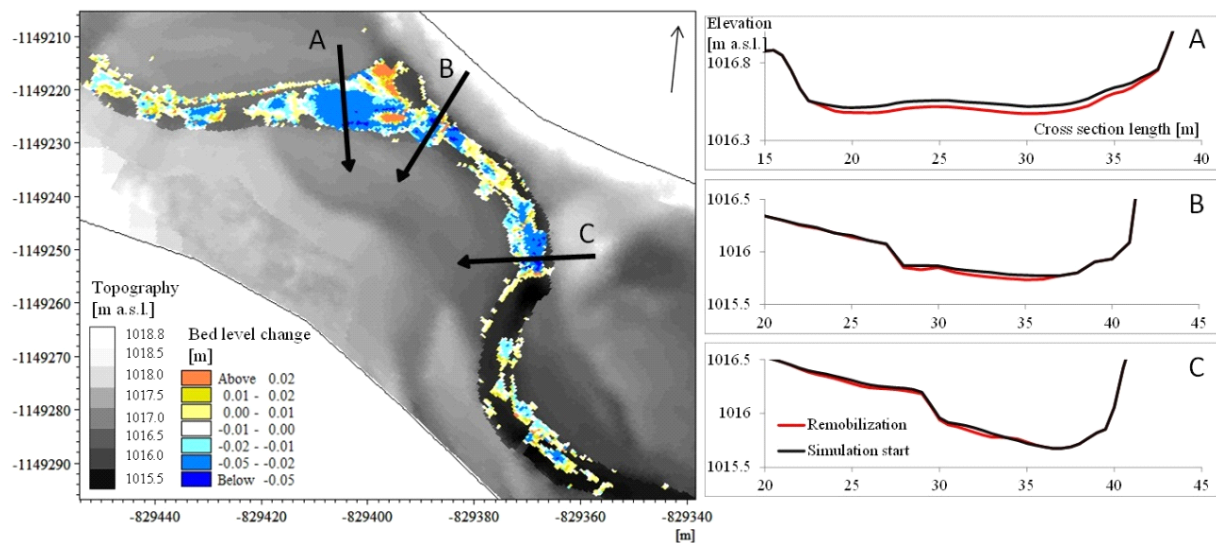 -1149205
-1149220
-1149230
-1149240
-1149250
-1149260
-1149270
-1149280
-1149290
A
B
C
Topography
[m a.s.l.]
1018.8
1018.5
1018.0
1017.5
1017.0
1016.5
1016.0
1015.5
Bed level change
[m]
Above 0.02
0.01 - 0.02
0.00 - 0.01
-0.01 - 0.00
-0.02 - -0.01
-0.05 - -0.02
Below -0.05
-829440
-829420
-829400
-829380
-829360
-829340
[m]
Elevation
[m a.s.l.]
A
1016.8
1016.3
Cross section length [m]
15 20 25 30 35 40
B
1016.5
1016
1015.5
20 25 30 35 40 45
C
1016.5
1016
1015.5
Remobilization
Simulation start
20 25 30 35 40 45